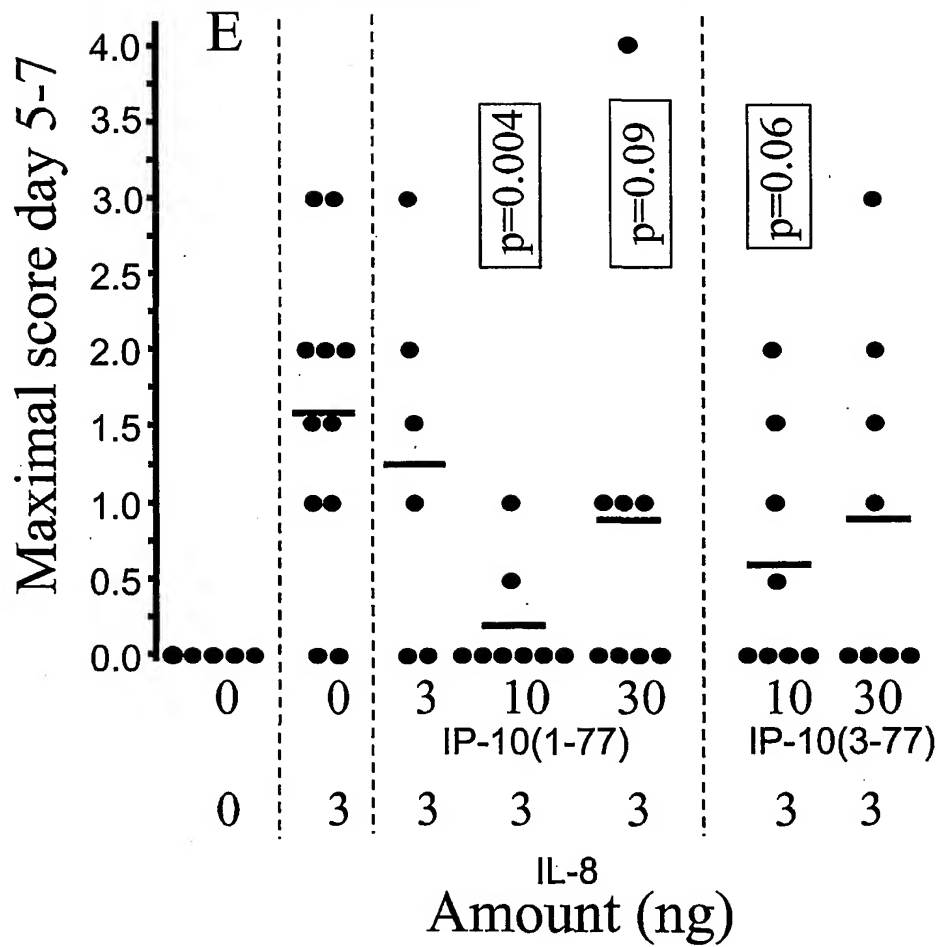 E
Maximal score day 5-7
4.0
3.5
3.0
2.5
2.0
1.5
1.0
0.5
0.0
p=0.004
p=0.09
p=0.06
0 0 3 10 30 10 30
IP-10(1-77) IP-10(3-77)
0 3 3 3 3 3 3
IL-8
Amount (ng)